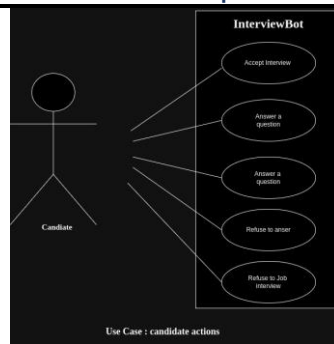 InterviewBot
Accept Interview
Answer a
question
Answer a
question
Refuse to anser
Refuse to Job
interview
Candiate
Use Case : candidate actions